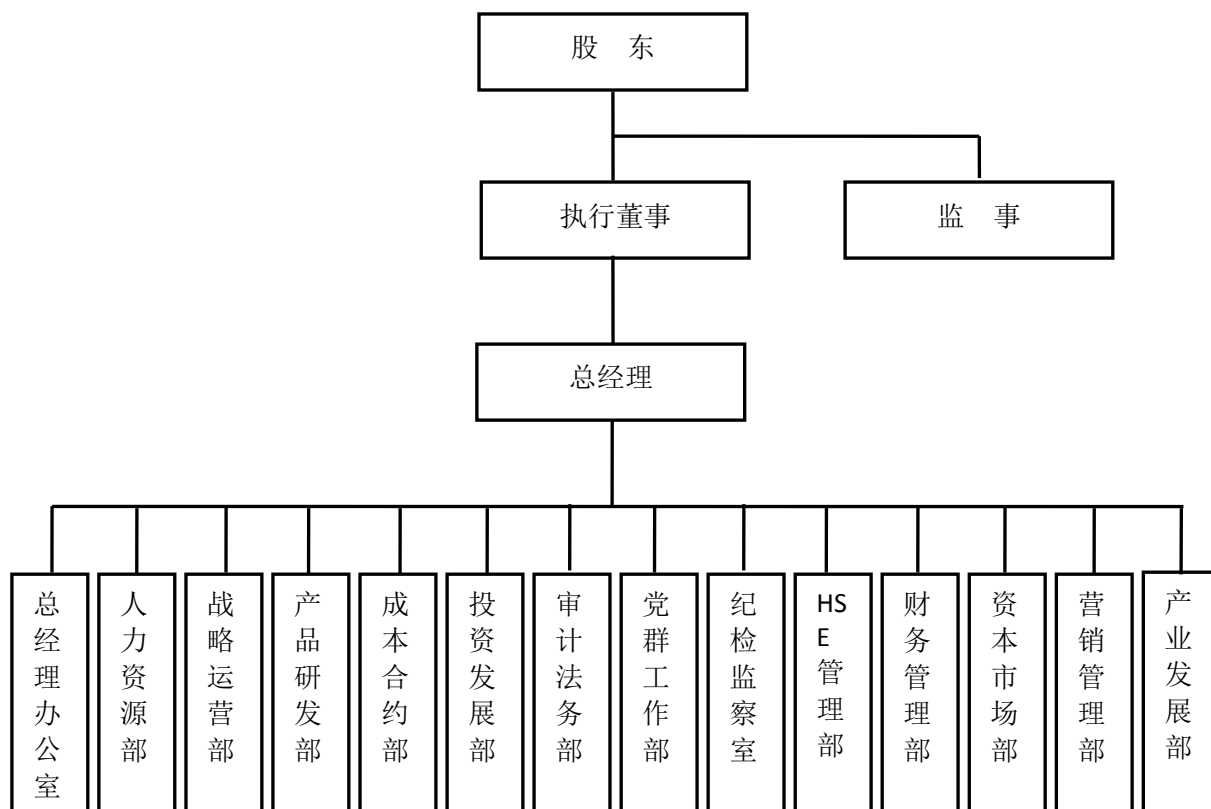 股 东
执行董事
监 事
总经理
总经理办公室
人力资源部
战略运营部
产品研发部
成本合约部
投资发展部
审计法务部
党群工作部
纪检监察室
HSE管理部
财务管理部
资本市场部
营销管理部
产业发展部